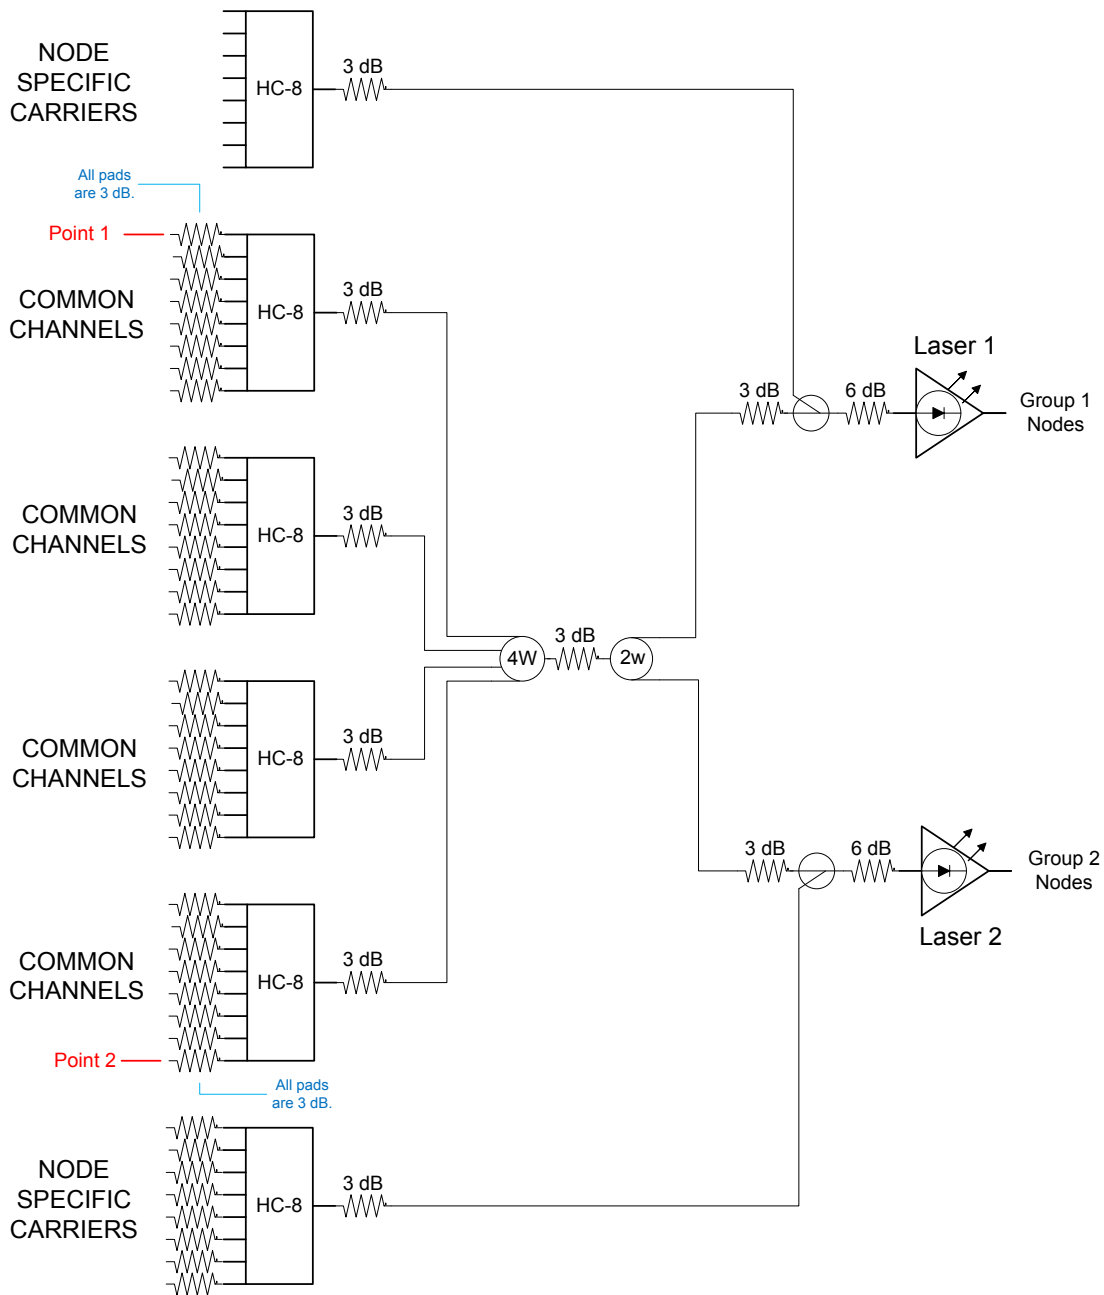 NODE
SPECIFIC
CARRIERS
HC-8
3 dB
All pads
are 3 dB.
Point 1
COMMON
CHANNELS
HC-8
3 dB
Laser 1
3 dB
6 dB
Group 1
Nodes
COMMON
CHANNELS
HC-8
3 dB
4W
3 dB
2w
COMMON
CHANNELS
HC-8
3 dB
3 dB
6 dB
Group 2
Nodes
Laser 2
COMMON
CHANNELS
HC-8
3 dB
Point 2
All pads
are 3 dB.
NODE
SPECIFIC
CARRIERS
HC-8
3 dB